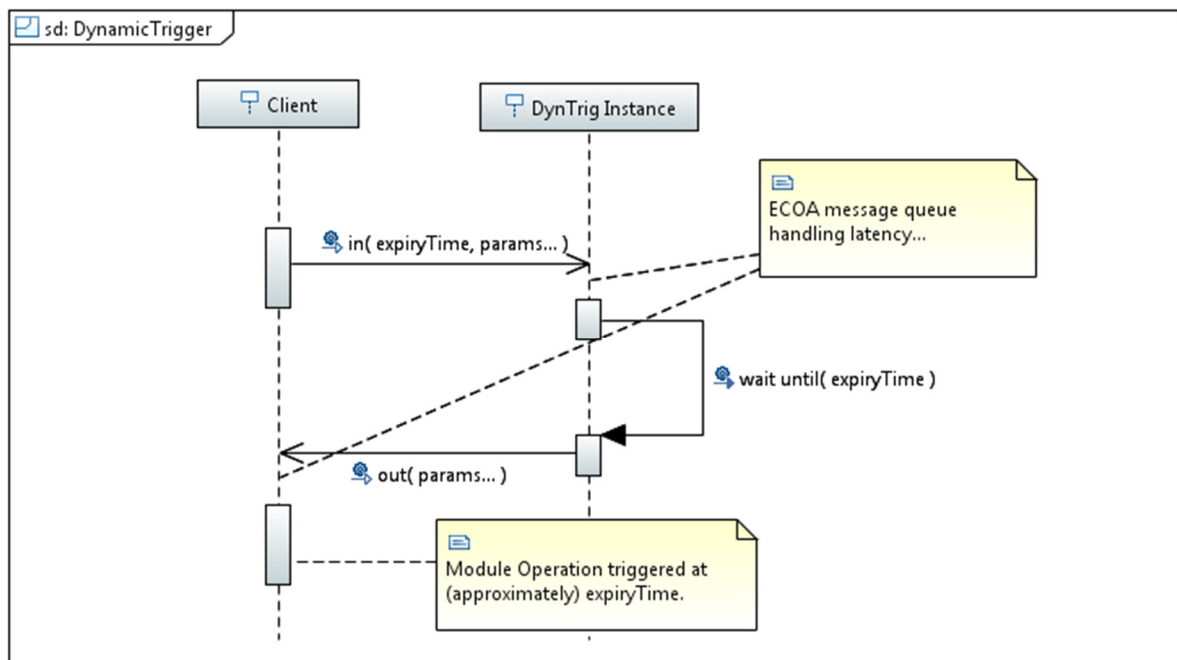 sd: DynamicTrigger
Client
DynTrig Instance
ECOA message queue
handling latency...
in( expiryTime, params... )
wait until( expiryTime )
out( params... )
Module Operation triggered at
(approximately) expiryTime.